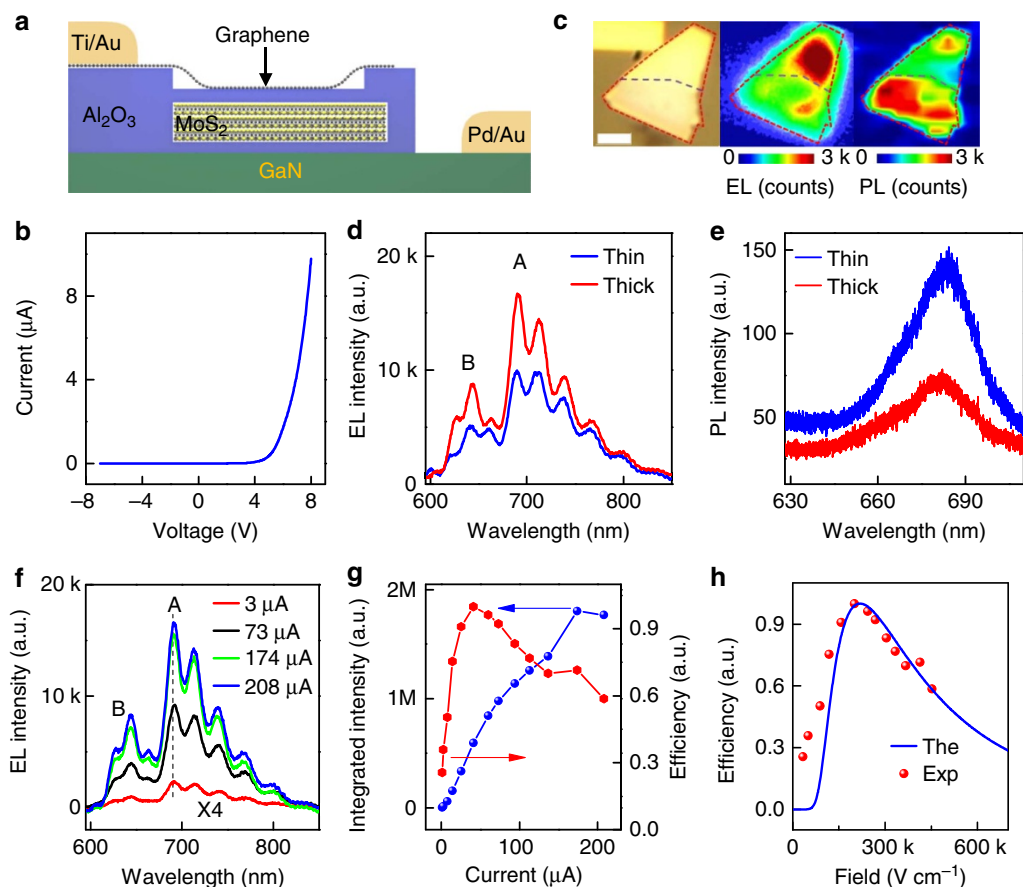 a
Ti/Au
Graphene
Al₂O₃
MoS₂
Pd/Au
GaN
c
0 3 k 0 3 k
EL (counts) PL (counts)
b
Current (μA)
8
4
0
−8 −4 0 4 8
Voltage (V)
d
EL intensity (a.u.)
20 k
10 k
0
A
B
Thin
Thick
600 700 800
Wavelength (nm)
e
PL intensity (a.u.)
150
100
50
Thin
Thick
630 660 690
Wavelength (nm)
f
EL intensity (a.u.)
20 k
10 k
0
A
B
3 μA
73 μA
174 μA
208 μA
X4
600 700 800
Wavelength (nm)
g
Integrated intensity (a.u.)
2M
1M
0
0.9
0.6
0.3
0.0
Efficiency (a.u.)
0 100 200
Current (μA)
h
Efficiency (a.u.)
0.9
0.6
0.3
0.0
The
Exp
0 300 k 600 k
Field (V cm⁻¹)